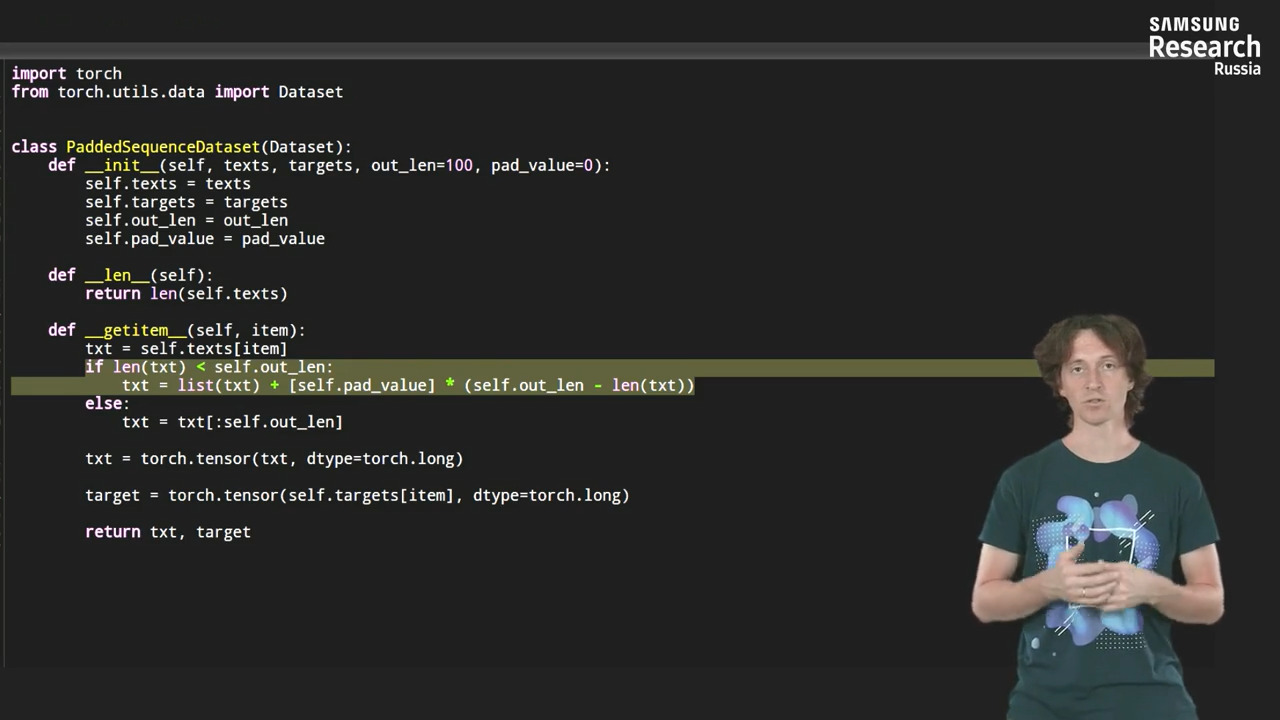 SAMSUNG
Research
Russia
import torch
from torch.utils.data import Dataset
class PaddedSequenceDataset(Dataset):
    def __init__(self, texts, targets, out_len=100, pad_value=0):
        self.texts = texts
        self.targets = targets
        self.out_len = out_len
        self.pad_value = pad_value
    def __len__(self):
        return len(self.texts)
    def __getitem__(self, item):
        txt = self.texts[item]
        if len(txt) < self.out_len:
            txt = list(txt) + [self.pad_value] * (self.out_len - len(txt))
        else:
            txt = txt[:self.out_len]
        txt = torch.tensor(txt, dtype=torch.long)
        target = torch.tensor(self.targets[item], dtype=torch.long)
        return txt, target